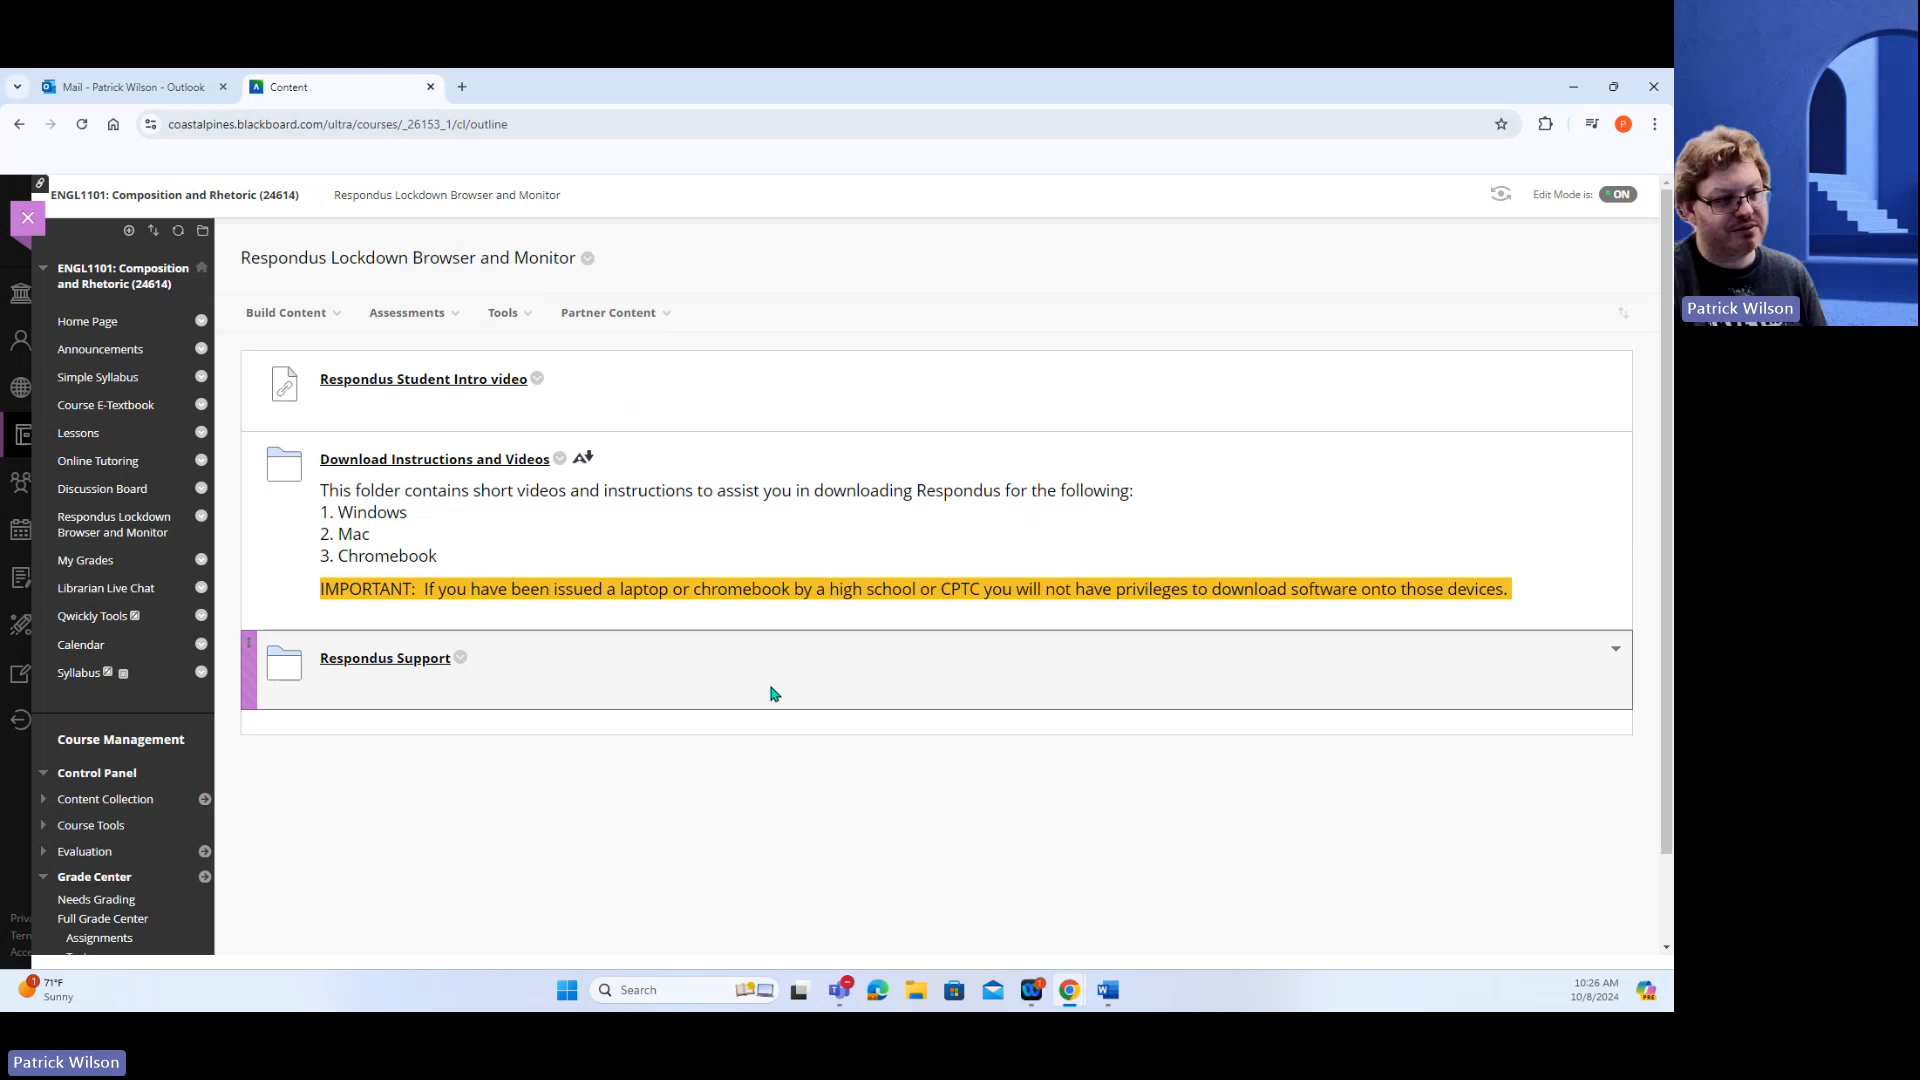 Mail - Patrick Wilson - Outlook
Content
coastalpines.blackboard.com/ultra/courses/_26153_1/cl/outline
P
ENGL1101: Composition and Rhetoric (24614)
Respondus Lockdown Browser and Monitor
Edit Mode is:
ON
ENGL1101: Composition
and Rhetoric (24614)
Home Page
Announcements
Simple Syllabus
Course E-Textbook
Lessons
Online Tutoring
Discussion Board
Respondus Lockdown
Browser and Monitor
My Grades
Librarian Live Chat
Qwickly Tools
Calendar
Syllabus
Course Management
Control Panel
Content Collection
Course Tools
Evaluation
Grade Center
Needs Grading
Full Grade Center
Assignments
Priv
Term
Acce
Respondus Lockdown Browser and Monitor
Build Content
Assessments
Tools
Partner Content
Respondus Student Intro video
Download Instructions and Videos
This folder contains short videos and instructions to assist you in downloading Respondus for the following:
1. Windows
2. Mac
3. Chromebook
IMPORTANT: If you have been issued a laptop or chromebook by a high school or CPTC you will not have privileges to download software onto those devices.
Respondus Support
Patrick Wilson
1
71°F
Sunny
Search
1
10:26 AM
10/8/2024
PRE
Patrick Wilson